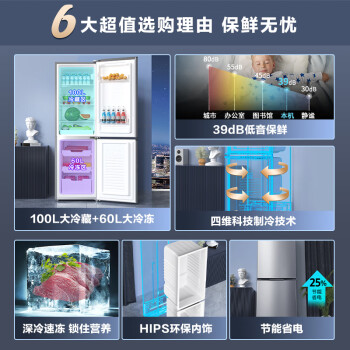 6大超值选购理由 保鲜无忧
100L
60L
100L大冷藏+60L大冷冻
80dB
55dB
45dB
39dB
30dB
城市 办公室 图书馆 本机 静谧
39dB低音保鲜
四维科技制冷技术
深冷速冻 锁住营养
HIPS环保内饰
25%
节能
省电
节能省电